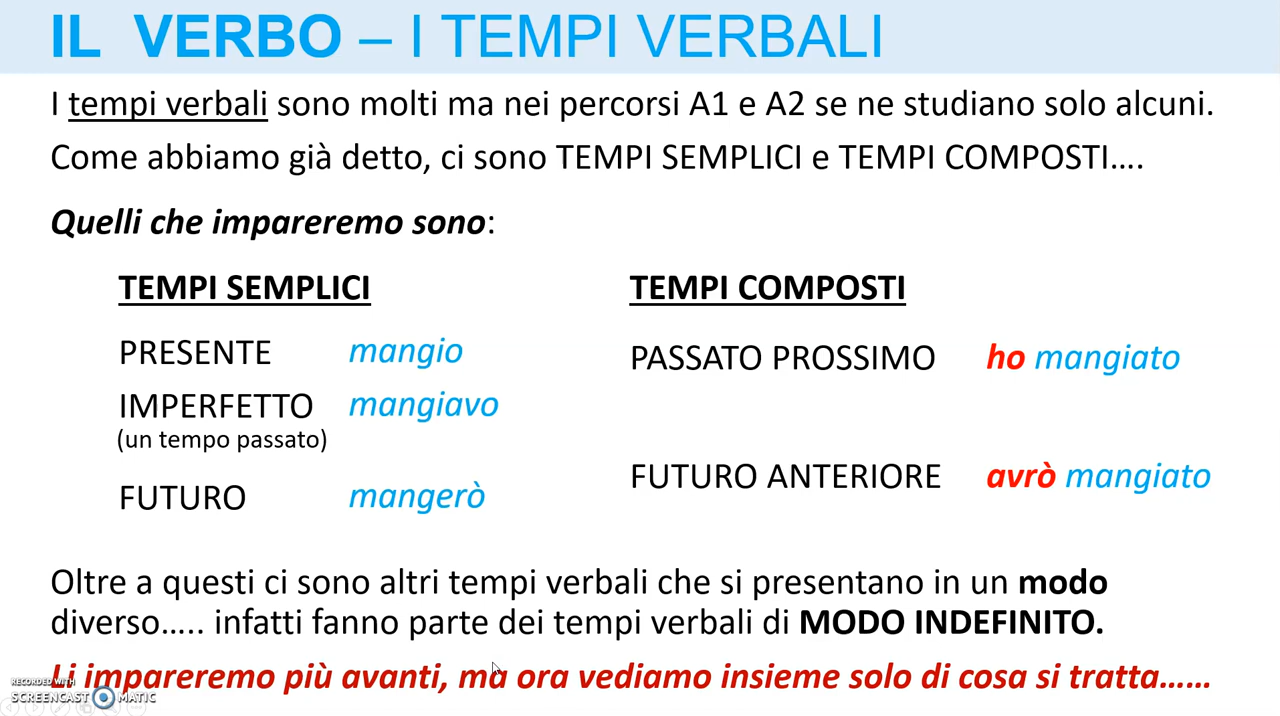 IL VERBO – I TEMPI VERBALI
I tempi verbali sono molti ma nei percorsi A1 e A2 se ne studiano solo alcuni.
Come abbiamo già detto, ci sono TEMPI SEMPLICI e TEMPI COMPOSTI….
Quelli che impareremo sono:
TEMPI SEMPLICI
PRESENTE mangio
IMPERFETTO mangiavo
(un tempo passato)
FUTURO mangerò
TEMPI COMPOSTI
PASSATO PROSSIMO ho mangiato
FUTURO ANTERIORE avrò mangiato
Oltre a questi ci sono altri tempi verbali che si presentano in un modo
diverso….. infatti fanno parte dei tempi verbali di MODO INDEFINITO.
Li impareremo più avanti, ma ora vediamo insieme solo di cosa si tratta……
RECORDED WITH
SCREENCAST MATIC